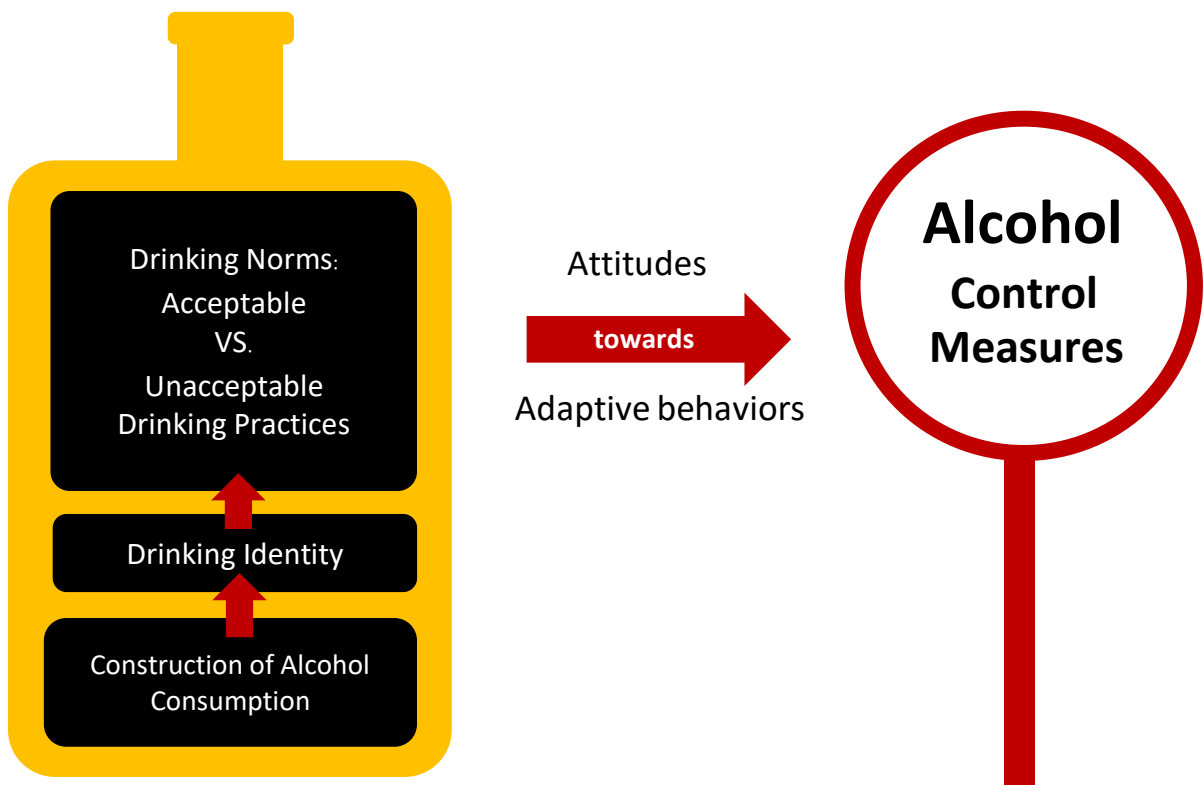 Drinking Norms:
Acceptable
VS.
Unacceptable
Drinking Practices
Drinking Identity
Construction of Alcohol
Consumption
Attitudes
towards
Adaptive behaviors
Alcohol
Control
Measures